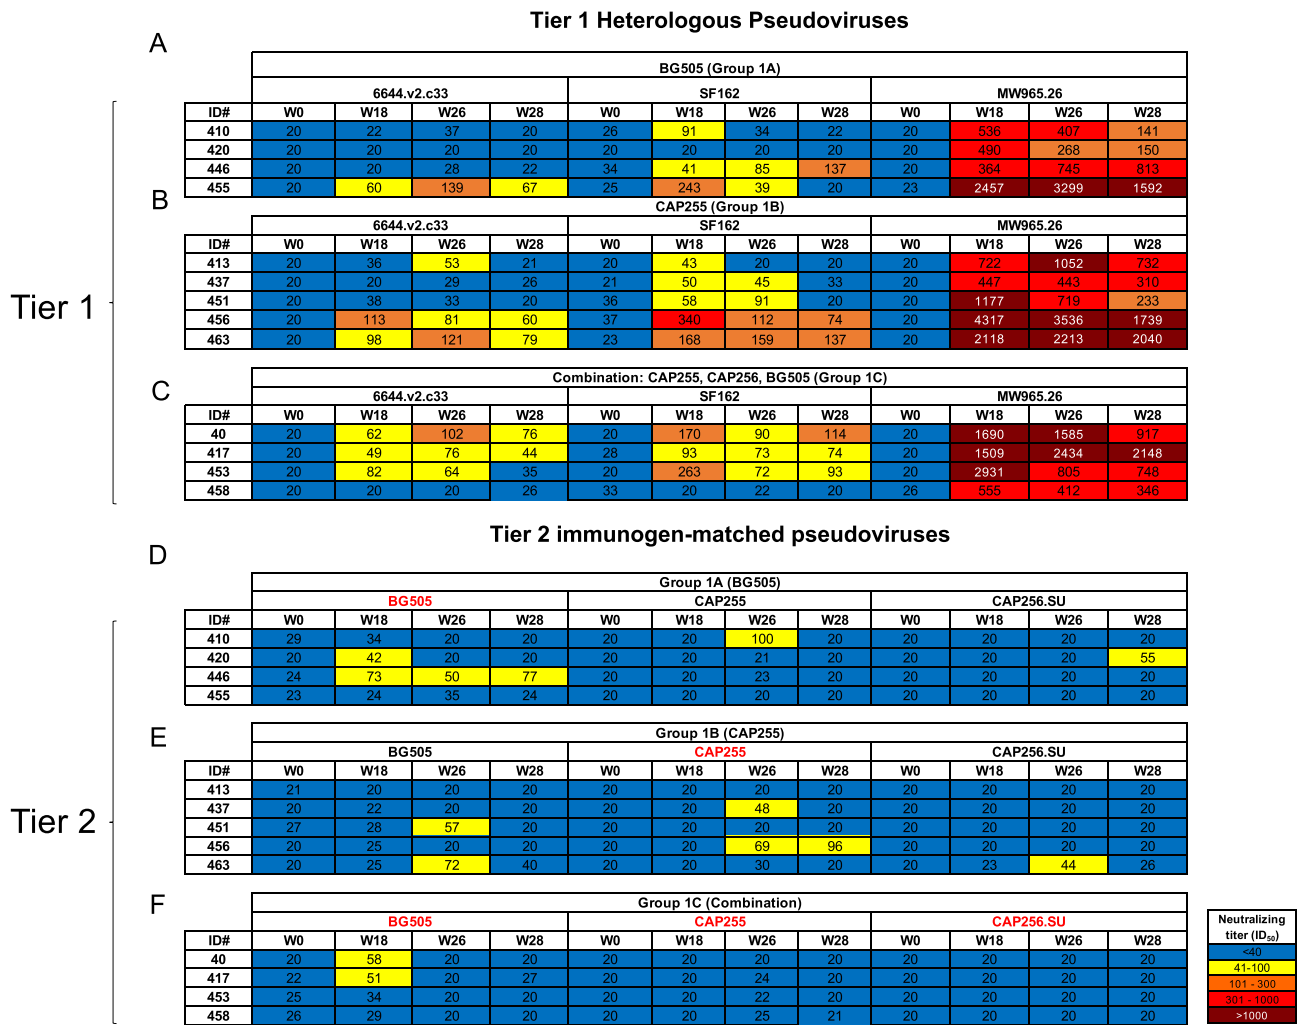 Tier 1 Heterologous Pseudoviruses
A
BG505 (Group 1A)
6644.v2.c33 SF162 MW965.26
ID# W0 W18 W26 W28 W0 W18 W26 W28 W0 W18 W26 W28
410 20 22 37 20 26 91 34 22 20 536 407 141
420 20 20 20 20 20 20 20 20 20 490 268 150
446 20 20 28 22 34 41 85 137 20 364 745 813
455 20 60 139 67 25 243 39 20 23 2457 3299 1592
B
CAP255 (Group 1B)
6644.v2.c33 SF162 MW965.26
ID# W0 W18 W26 W28 W0 W18 W26 W28 W0 W18 W26 W28
413 20 36 53 21 20 43 20 20 20 722 1052 732
437 20 20 29 26 21 50 45 33 20 447 443 310
451 20 38 33 20 36 58 91 20 20 1177 719 233
456 20 113 81 60 37 340 112 74 20 4317 3536 1739
463 20 98 121 79 23 168 159 137 20 2118 2213 2040
Tier 1
C
Combination: CAP255, CAP256, BG505 (Group 1C)
6644.v2.c33 SF162 MW965.26
ID# W0 W18 W26 W28 W0 W18 W26 W28 W0 W18 W26 W28
40 20 62 102 76 20 170 90 114 20 1690 1585 917
417 20 49 76 44 28 93 73 74 20 1509 2434 2148
453 20 82 64 35 20 263 72 93 20 2931 805 748
458 20 20 20 26 33 20 22 20 26 555 412 346
Tier 2 immunogen-matched pseudoviruses
D
Group 1A (BG505)
BG505 CAP255 CAP256.SU
ID# W0 W18 W26 W28 W0 W18 W26 W28 W0 W18 W26 W28
410 29 34 20 20 20 20 100 20 20 20 20 20
420 20 42 20 20 20 20 21 20 20 20 20 55
446 24 73 50 77 20 20 23 20 20 20 20 20
455 23 24 35 24 20 20 20 20 20 20 20 20
E
Group 1B (CAP255)
BG505 CAP255 CAP256.SU
ID# W0 W18 W26 W28 W0 W18 W26 W28 W0 W18 W26 W28
413 21 20 20 20 20 20 20 20 20 20 20 20
437 20 22 20 20 20 20 48 20 20 20 20 20
451 27 28 57 20 20 20 20 20 20 20 20 20
456 20 25 20 20 20 20 69 96 20 20 20 20
463 20 25 72 40 20 20 30 20 20 23 44 26
Tier 2
F
Group 1C (Combination)
BG505 CAP255 CAP256.SU
ID# W0 W18 W26 W28 W0 W18 W26 W28 W0 W18 W26 W28
40 20 58 20 20 20 20 20 20 20 20 20 20
417 22 51 20 27 20 20 24 20 20 20 20 20
453 25 34 20 20 20 20 22 20 20 20 20 20
458 26 29 20 20 20 20 25 21 20 20 20 20
Neutralizing
titer (ID50)
<40
41-100
101 - 300
301 - 1000
>1000